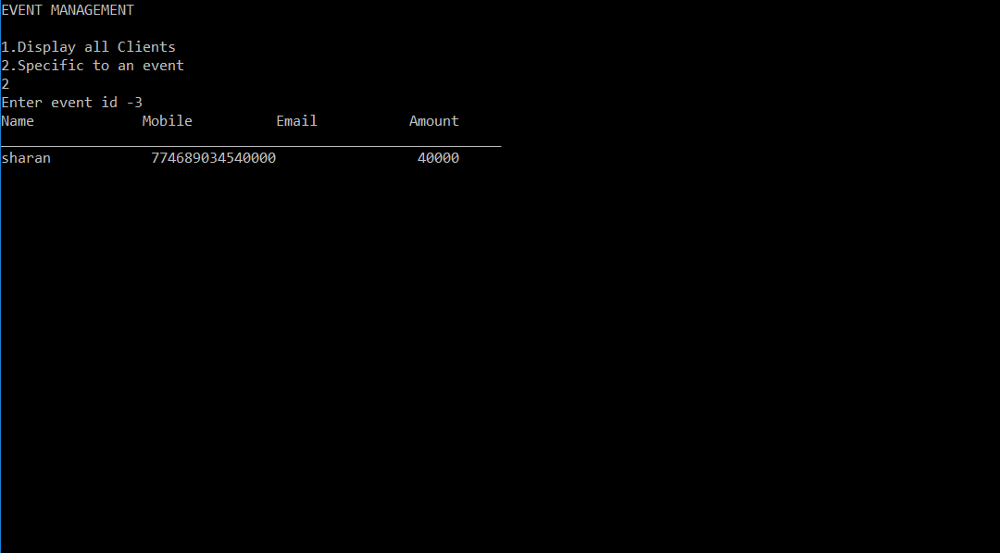 EVENT MANAGEMENT
1.Display all Clients
2.Specific to an event
2
Enter event id -3
Name Mobile Email Amount
sharan 774689034540000 40000